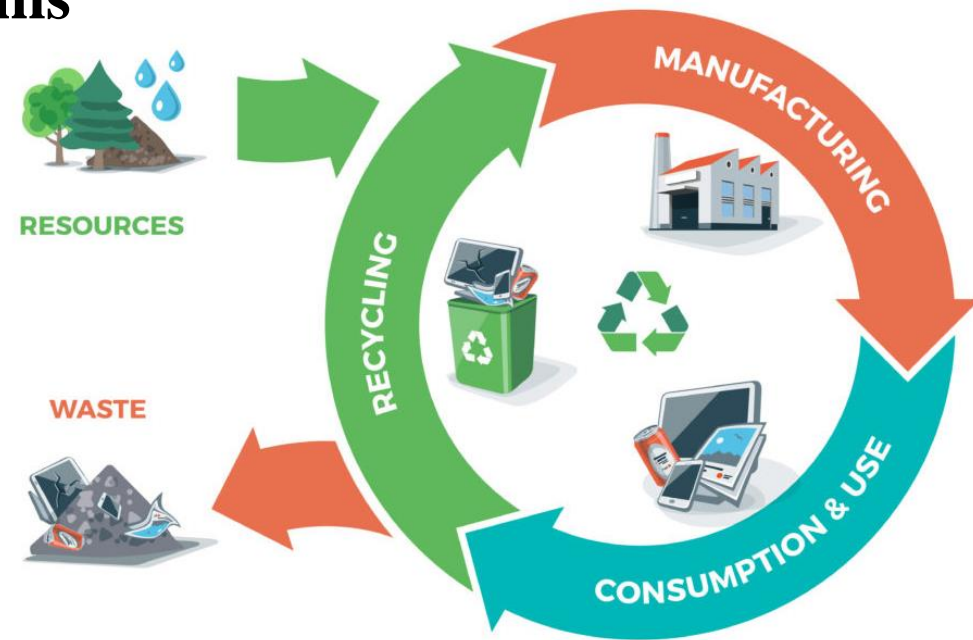 MANUFACTURING
RESOURCES
RECYCLING
WASTE
CONSUMPTION & USE